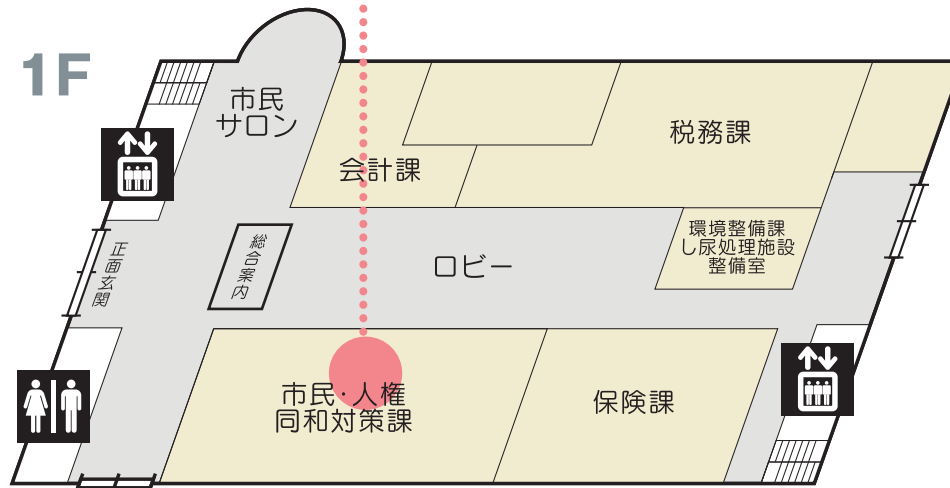 1F
市民
サロン
会計課
税務課
環境整備課
し尿処理施設
整備室
正面玄関
総合案内
ロビー
市民・人権
同和対策課
保険課